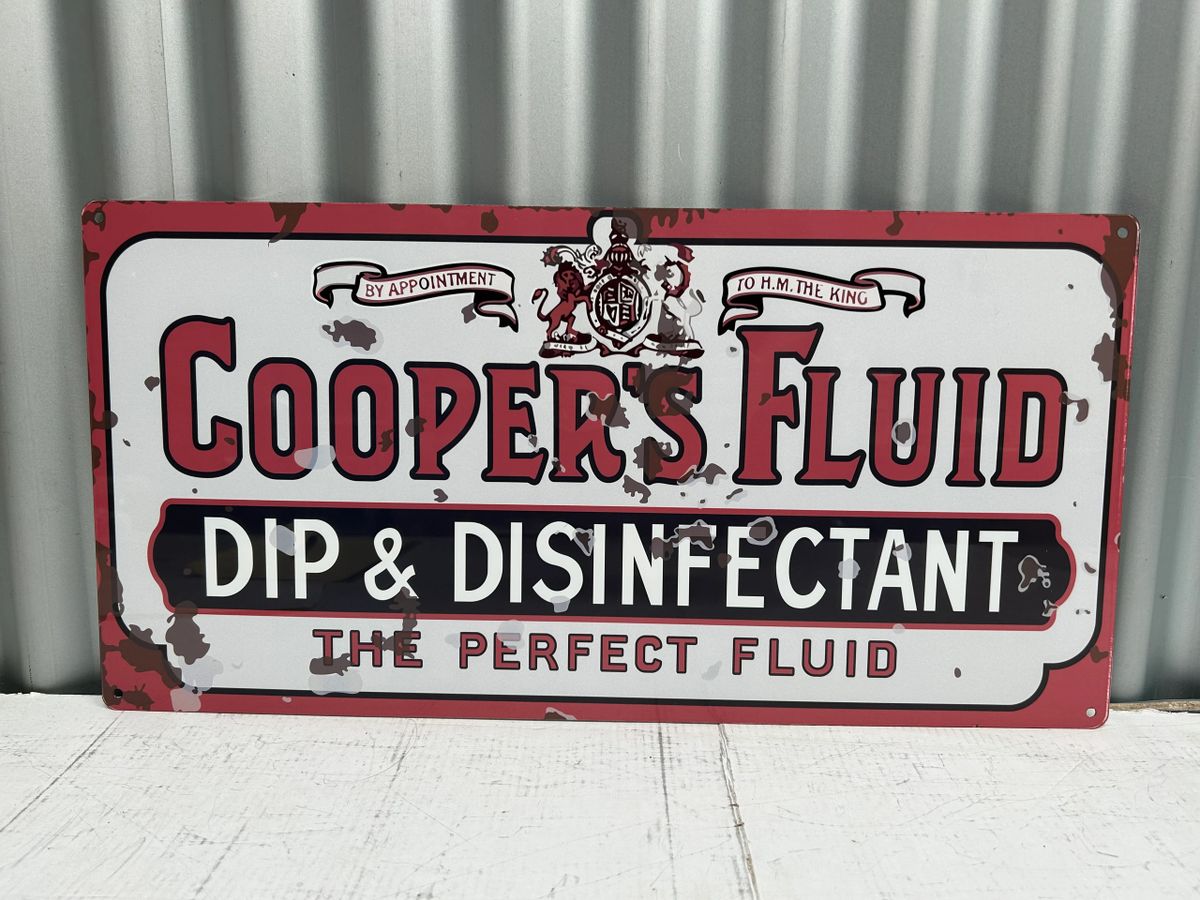 BY APPOINTMENT TO H.M. THE KING
COOPER'S FLUID
DIP & DISINFECTANT
THE PERFECT FLUID